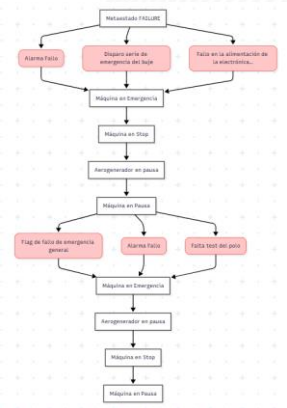 Metaestado FAILURE
Alarma Fallo
Disparo serie de
emergencia del buje
Fallo en la alimentación de
la electrónica...
Máquina en Emergencia
Máquina en Stop
Aerogenerador en pausa
Máquina en Pausa
Flag de fallo de emergencia
general
Alarma Fallo
Falta test del polo
Máquina en Emergencia
Aerogenerador en pausa
Máquina en Stop
Máquina en Pausa